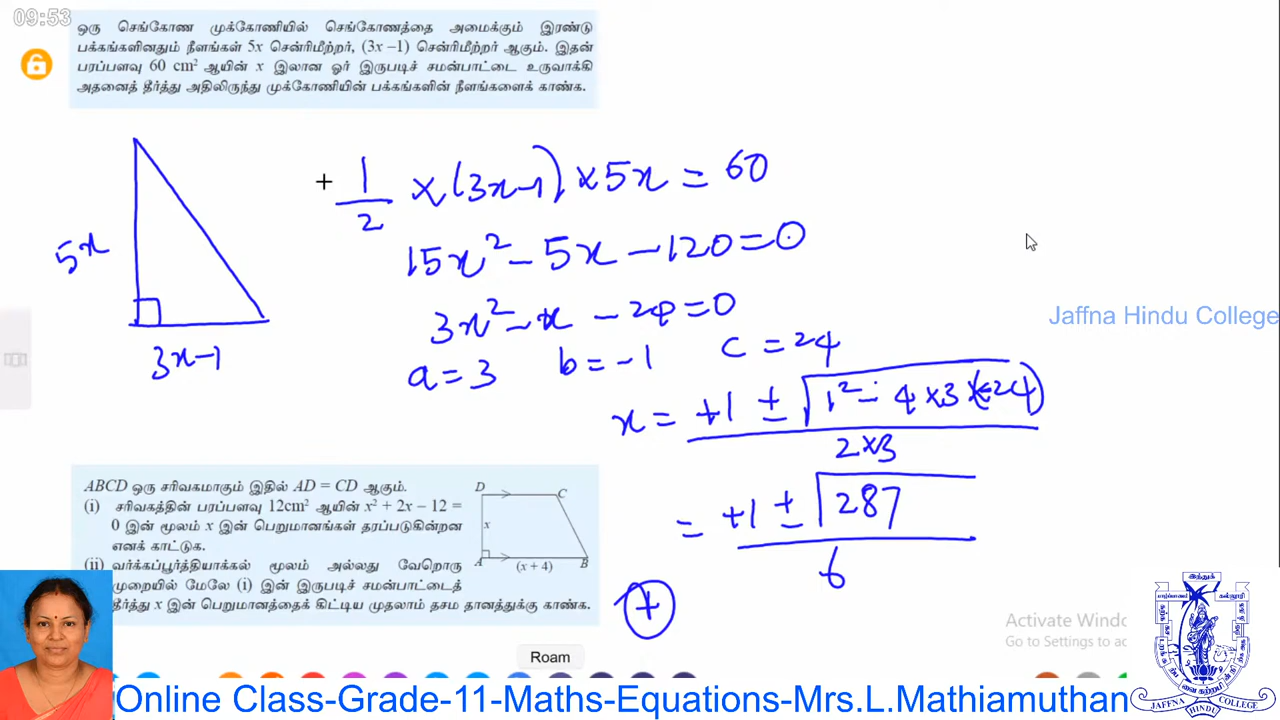 09:53
ஒரு செங்கோண முக்கோணியில் செங்கோணத்தை அமைக்கும் இரண்டு
பக்கங்களினதும் நீளங்கள் 5x சென்ரிமீற்றர், (3x –1) சென்ரிமீற்றர் ஆகும். இதன்
பரப்பளவு 60 cm² ஆயின் x இலான ஓர் இருபடிச் சமன்பாட்டை உருவாக்கி
அதனைத் தீர்த்து அதிலிருந்து முக்கோணியின் பக்கங்களின் நீளங்களைக் காண்க.
5x
3x-1
1/2 × (3x-1) × 5x = 60
15x² - 5x - 120 = 0
3x² - x - 24 = 0
a = 3 b = -1 c = 24
x = +1 ± √(1² - 4×3×-24)
2×3
= +1 ± √287
6
+
Jaffna Hindu College
ABCD ஒரு சரிவகமாகும் இதில் AD = CD ஆகும்.
(i) சரிவகத்தின் பரப்பளவு 12cm² ஆயின் x² + 2x – 12 =
0 இன் மூலம் x இன் பெறுமானங்கள் தரப்படுகின்றன
எனக் காட்டுக.
(ii) வர்க்கப்பூர்த்தியாக்கல் மூலம் அல்லது வேறொரு
முறையில் மேலே (i) இன் இருபடிச் சமன்பாட்டைத்
தீர்த்து x இன் பெறுமானத்தைக் கிட்டிய முதலாம் தசம தானத்துக்கு காண்க.
D C
x
A (x + 4) B
Activate Windo
Go to Settings to ac
Roam
Online Class-Grade-11-Maths-Equations-Mrs.L.Mathiamuthan
JAFFNA HINDU COLLEGE